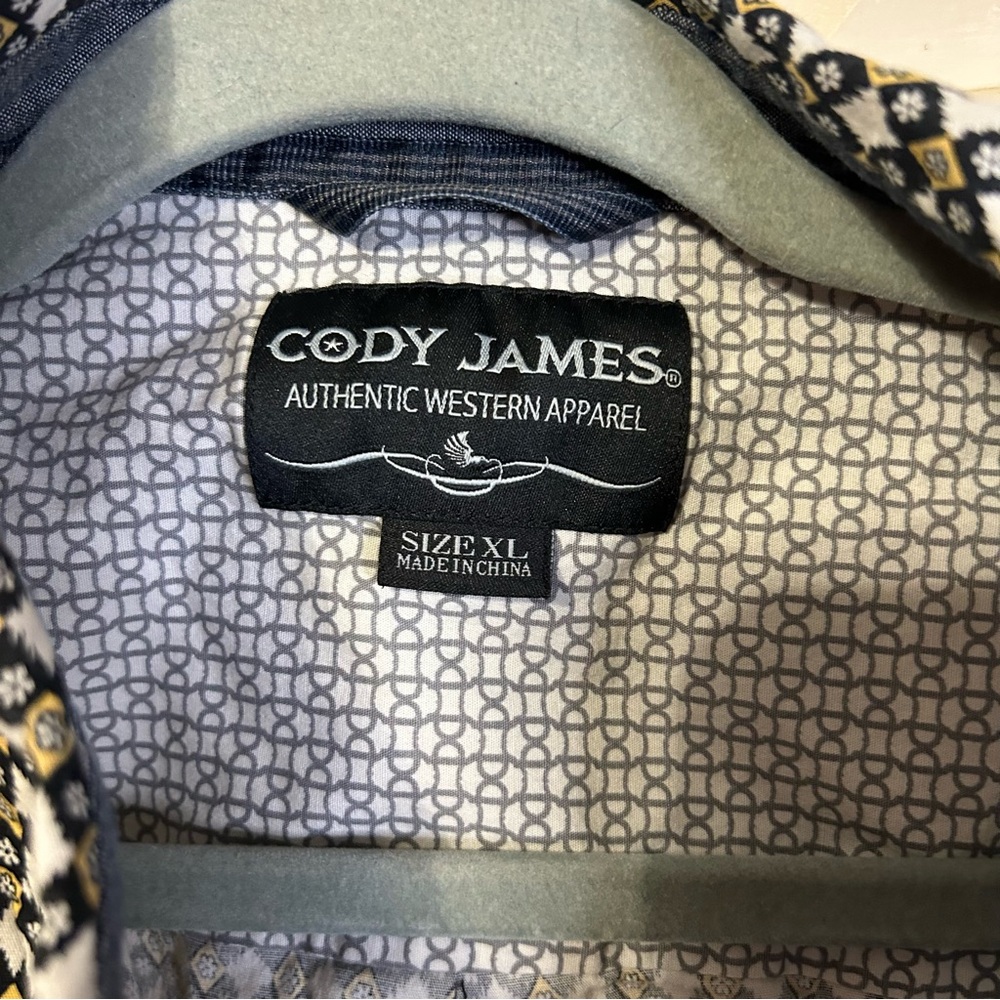 CODY JAMES®
AUTHENTIC WESTERN APPAREL
SIZE XL
MADE IN CHINA